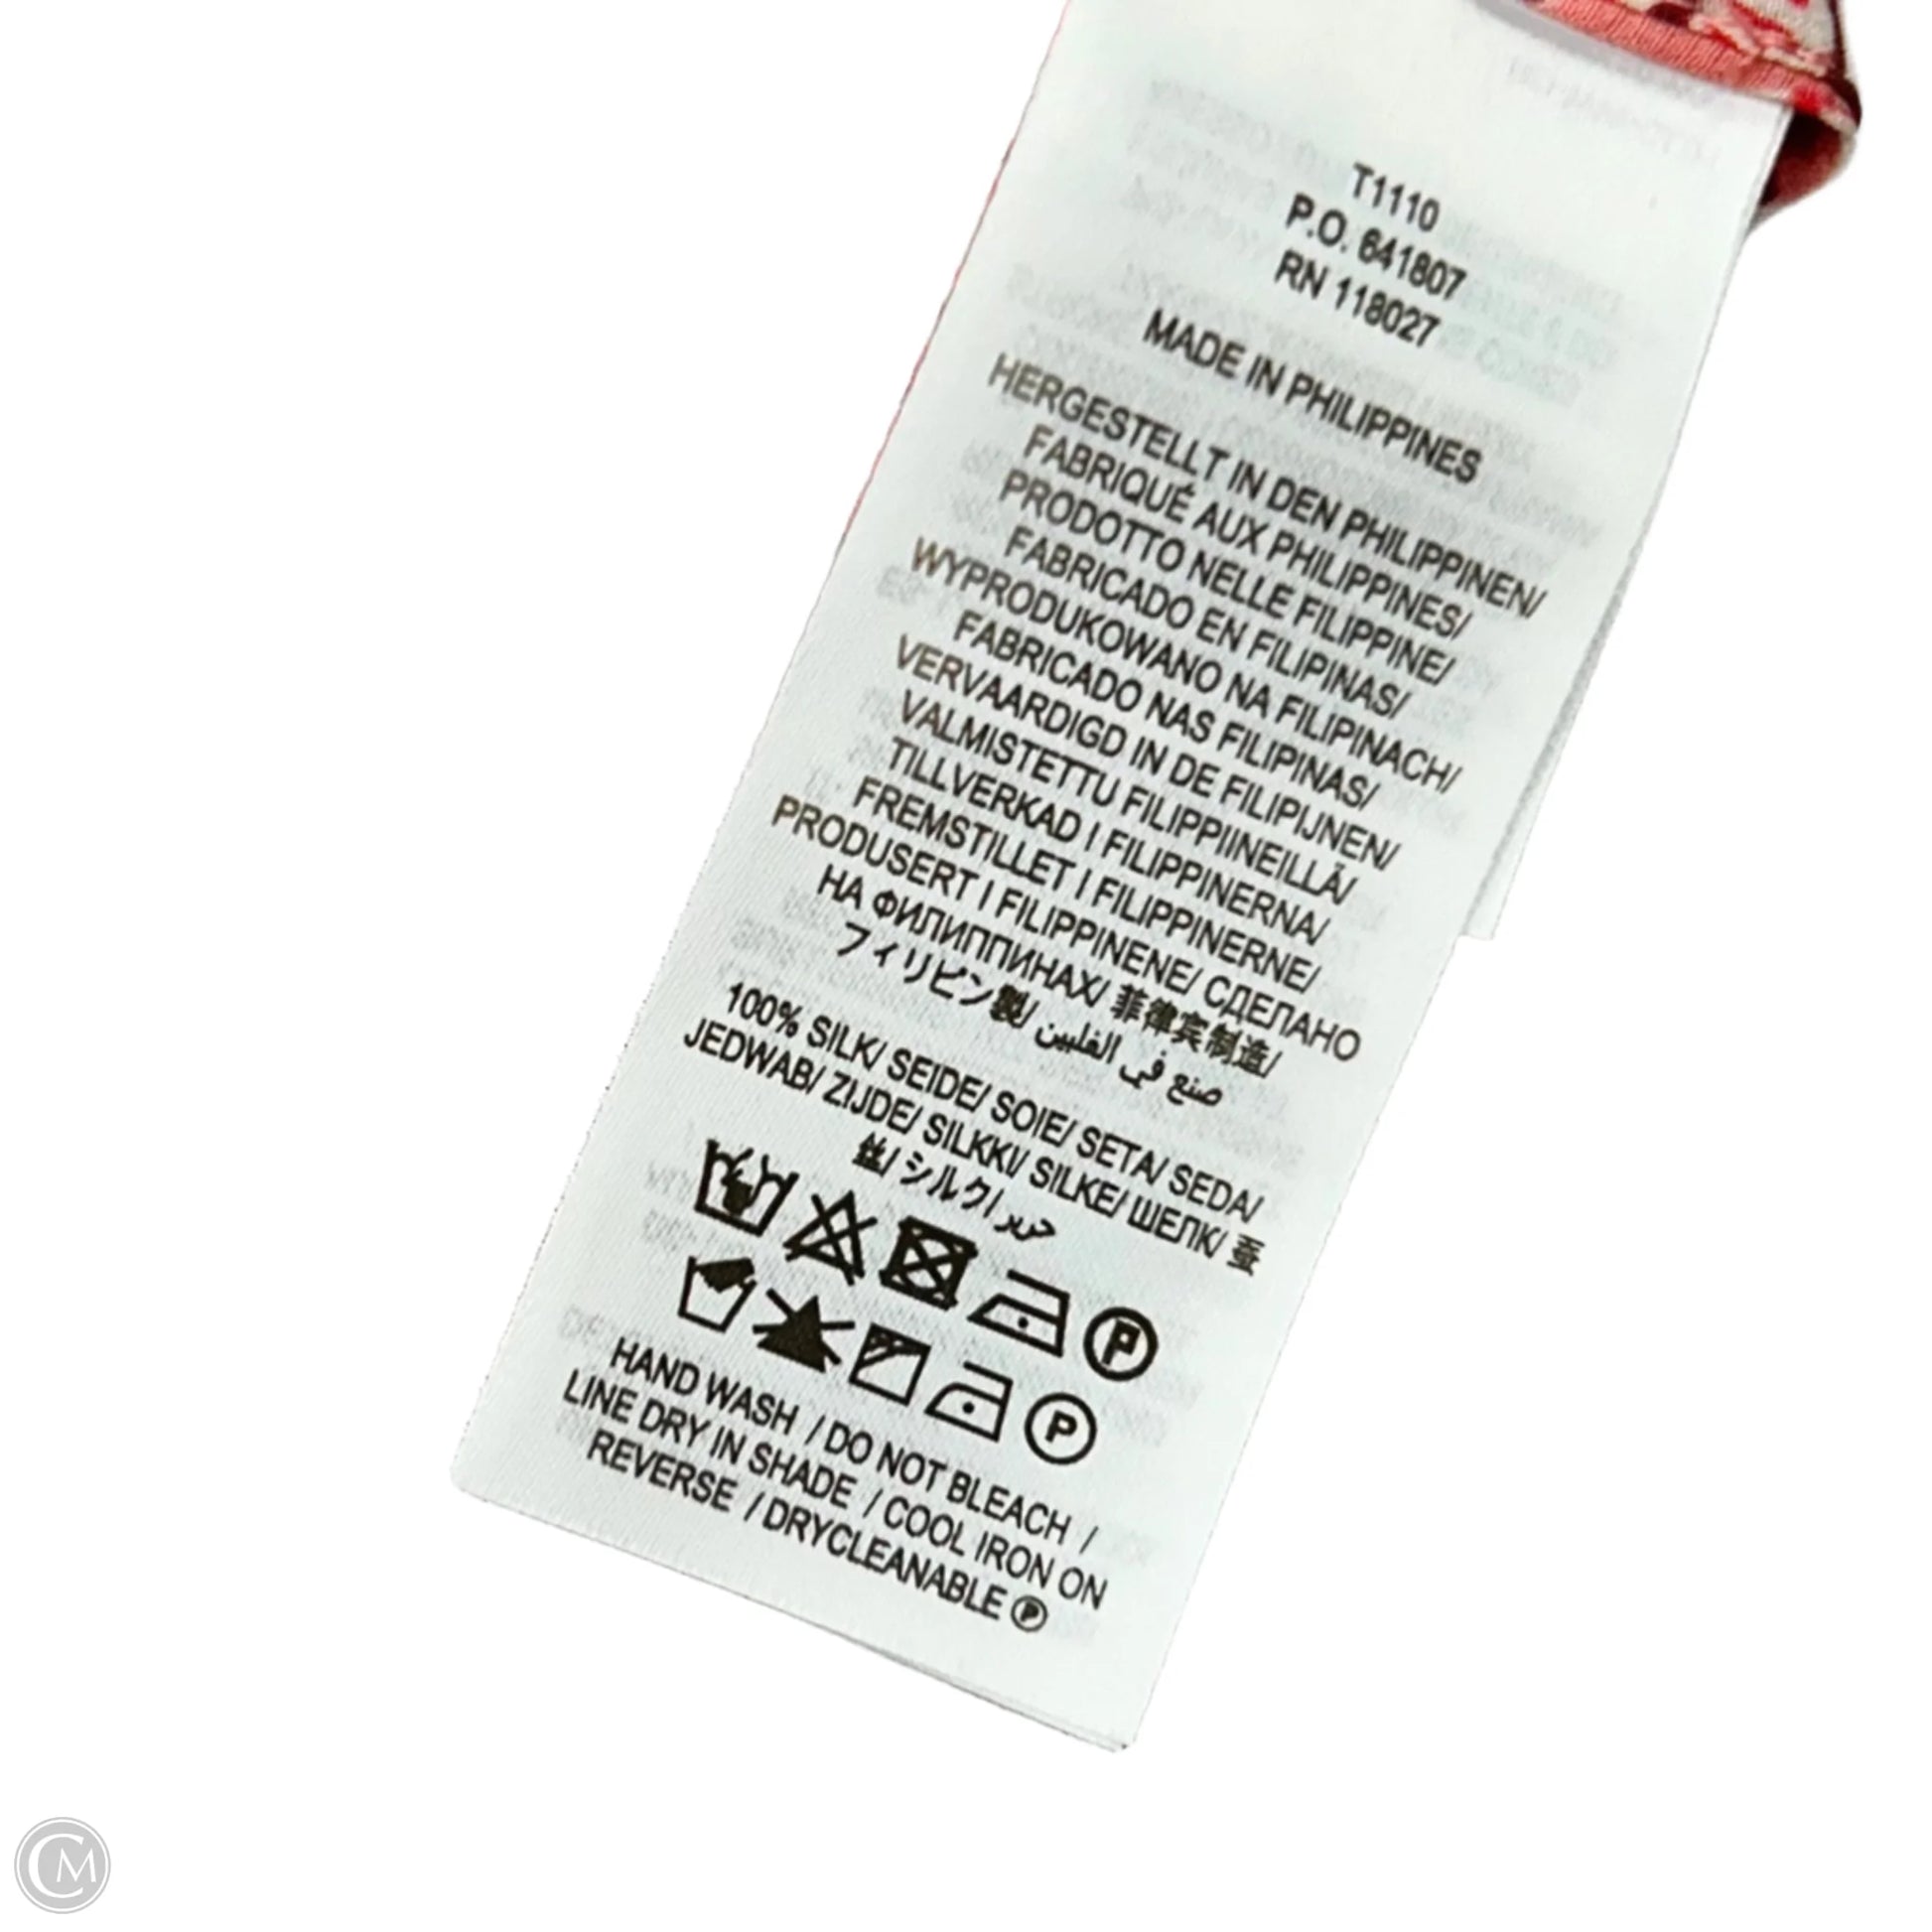 T1110
P.O. 641807
RN 118027
MADE IN PHILIPPINES
HERGESTELLT IN DEN PHILIPPINEN/
FABRIQUÉ AUX PHILIPPINES/
PRODOTTO NELLE FILIPPINE/
FABRICADO EN FILIPINAS/
WYPRODUKOWANO NA FILIPINACH/
FABRICADO NAS FILIPINAS/
VERVAARDIGD IN DE FILIPIJNEN/
VALMISTETTU FILIPPIINEILLÃ/
TILLVERKAD I FILIPPINERNA/
FREMSTILLET I FILIPPINERNE/
PRODUSERT I FILIPPINENE/ СДЕЛАНО
НА ФИЛИППИНАХ/ 菲律宾制造/
フィリピン製/ صنع في الفلبين
100% SILK/ SEIDE/ SOIE/ SETA/ SEDA/
JEDWAB/ ZIJDE/ SILKKI/ SILKE/ ШЕЛК/ 蚕
丝/ シルク/ حرير
P
P
HAND WASH / DO NOT BLEACH /
LINE DRY IN SHADE / COOL IRON ON
REVERSE / DRYCLEANABLE Ⓟ
CM